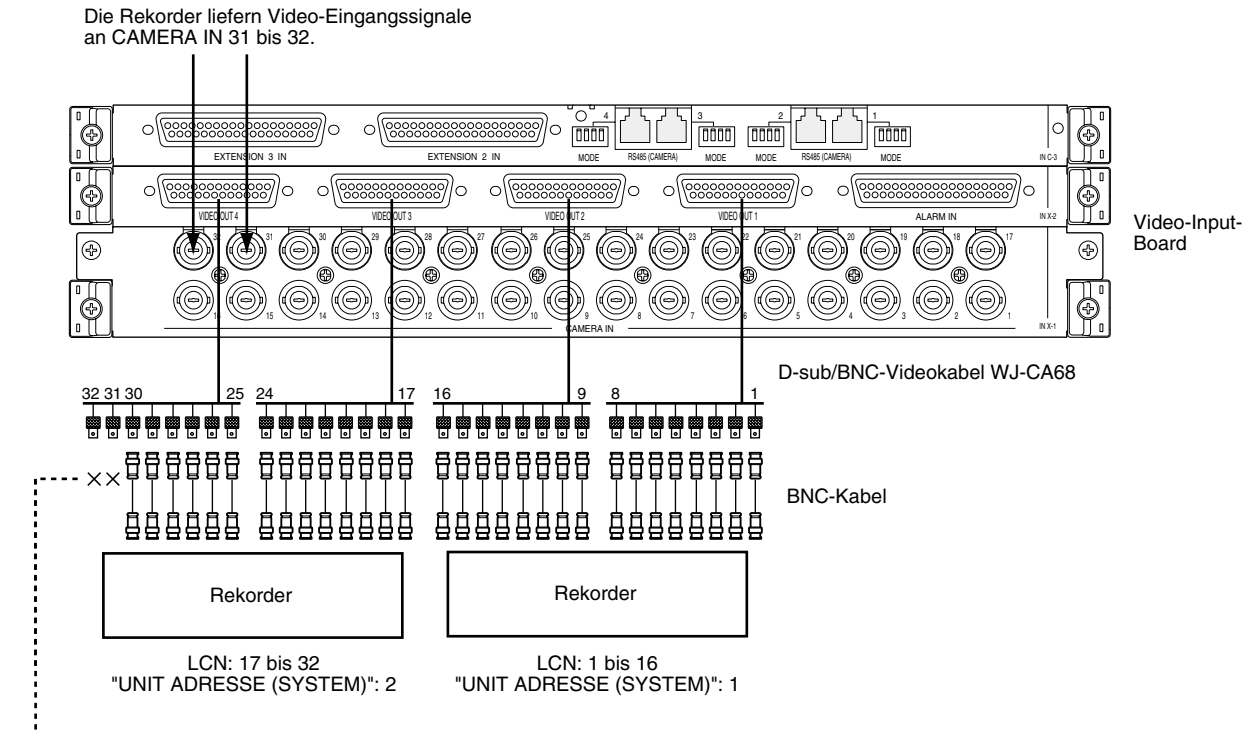 Die Rekorder liefern Video-Eingangssignale
an CAMERA IN 31 bis 32.
4 3 2 1
EXTENSION 3 IN EXTENSION 2 IN MODE RS485 (CAMERA) MODE MODE RS485 (CAMERA) MODE IN C-3
VIDEO OUT 4 VIDEO OUT 3 VIDEO OUT 2 VIDEO OUT 1 ALARM IN IN X-2
Video-Input-
Board
32 31 30 29 28 27 26 25 24 23 22 21 20 19 18 17
16 15 14 13 12 11 10 9 8 7 6 5 4 3 2 1
CAMERA IN IN X-1
D-sub/BNC-Videokabel WJ-CA68
32 31 30 25 24 17 16 9 8 1
BNC-Kabel
Rekorder Rekorder
LCN: 17 bis 32 LCN: 1 bis 16
"UNIT ADRESSE (SYSTEM)": 2 "UNIT ADRESSE (SYSTEM)": 1